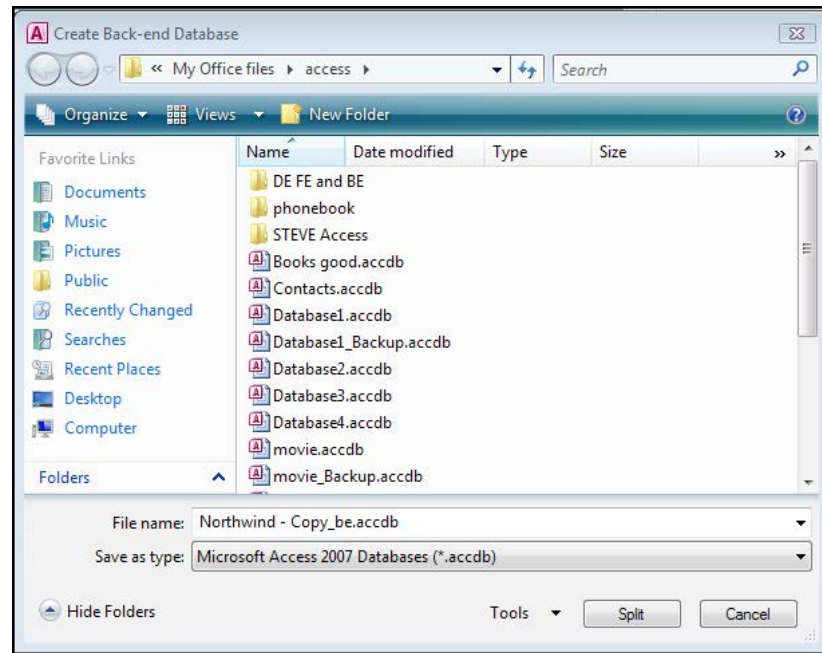 Create Back-end Database
« My Office files access
Search
Organize Views New Folder
Favorite Links
Documents
Music
Pictures
Public
Recently Changed
Searches
Recent Places
Desktop
Computer
Folders
Name Date modified Type Size »
DE FE and BE
phonebook
STEVE Access
Books good.accdb
Contacts.accdb
Database1.accdb
Database1_Backup.accdb
Database2.accdb
Database3.accdb
Database4.accdb
movie.accdb
movie_Backup.accdb
File name: Northwind - Copy_be.accdb
Save as type: Microsoft Access 2007 Databases (*.accdb)
Hide Folders Tools Split Cancel